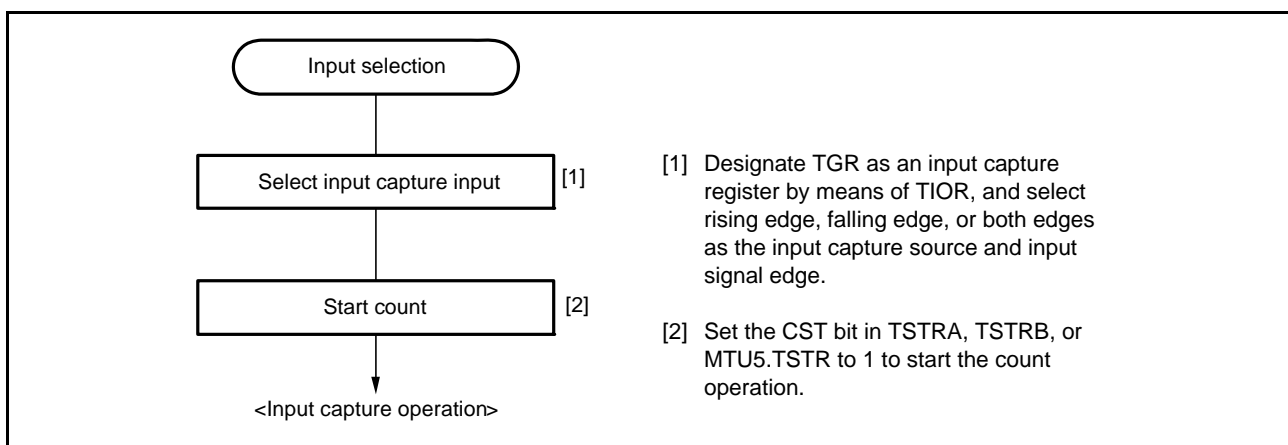 Input selection
Select input capture input
[1]
Start count
[2]
<Input capture operation>
[1] Designate TGR as an input capture
register by means of TIOR, and select
rising edge, falling edge, or both edges
as the input capture source and input
signal edge.
[2] Set the CST bit in TSTRA, TSTRB, or
MTU5.TSTR to 1 to start the count
operation.